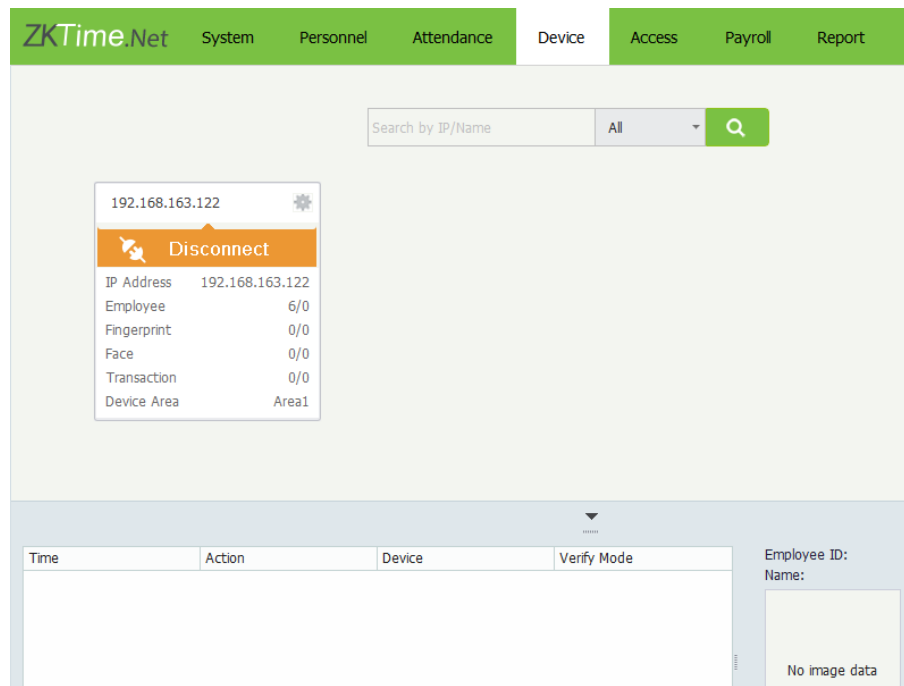 ZKTime.Net System Personnel Attendance Device Access Payroll Report
Search by IP/Name All
192.168.163.122
Disconnect
IP Address 192.168.163.122
Employee 6/0
Fingerprint 0/0
Face 0/0
Transaction 0/0
Device Area Area1
Time Action Device Verify Mode
Employee ID:
Name:
No image data